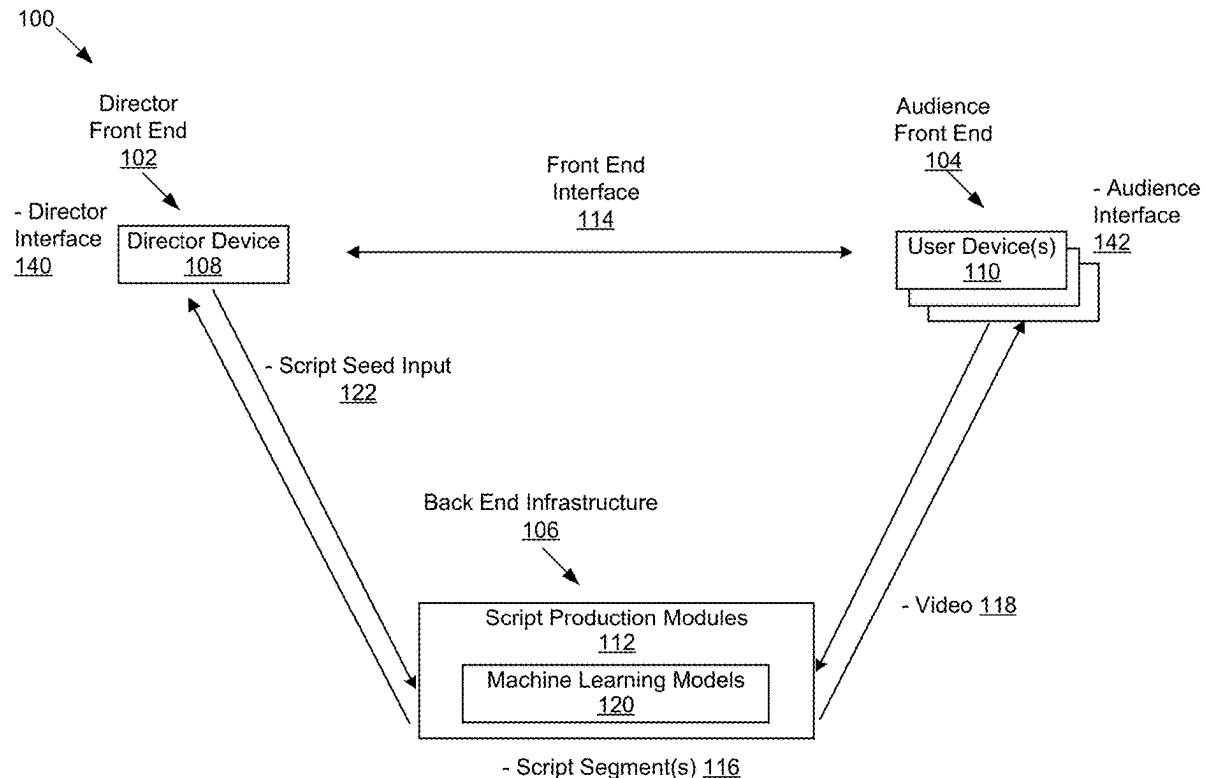 100
Director
Front End
102
Audience
Front End
104
Front End
Interface
114
- Director
Interface
140
Director Device
108
User Device(s)
110
- Audience
Interface
142
- Script Seed Input
122
Back End Infrastructure
106
Script Production Modules
112
Machine Learning Models
120
- Video 118
- Script Segment(s) 116